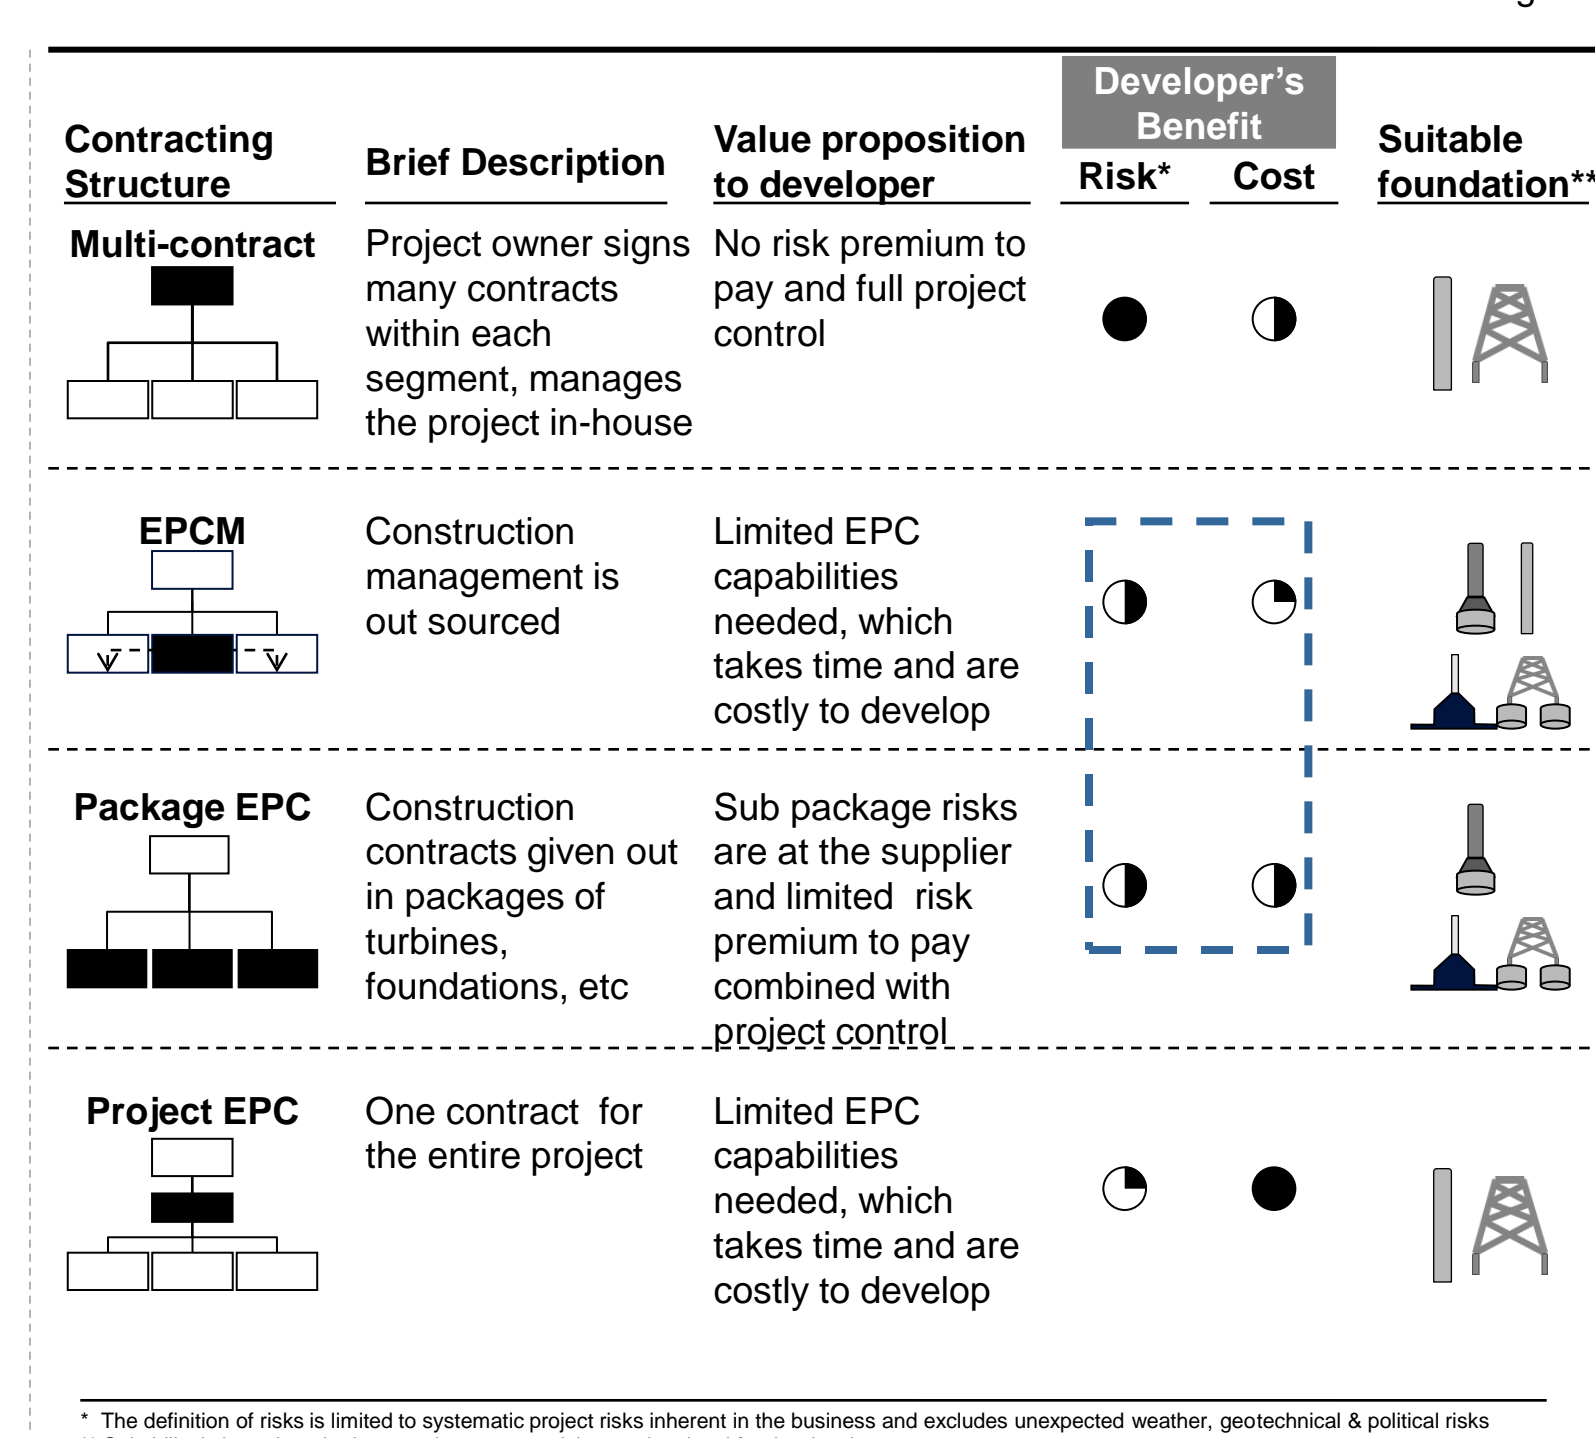 Developer's
Benefit
Contracting
Structure
Brief Description
Value proposition
to developer
Risk*
Cost
Suitable
foundation**
Multi-contract
Project owner signs
many contracts
within each
segment, manages
the project in-house
No risk premium to
pay and full project
control
EPCM
Construction
management is
out sourced
Limited EPC
capabilities
needed, which
takes time and are
costly to develop
Package EPC
Construction
contracts given out
in packages of
turbines,
foundations, etc
Sub package risks
are at the supplier
and limited risk
premium to pay
combined with
project control
Project EPC
One contract for
the entire project
Limited EPC
capabilities
needed, which
takes time and are
costly to develop
* The definition of risks is limited to systematic project risks inherent in the business and excludes unexpected weather, geotechnical & political risks